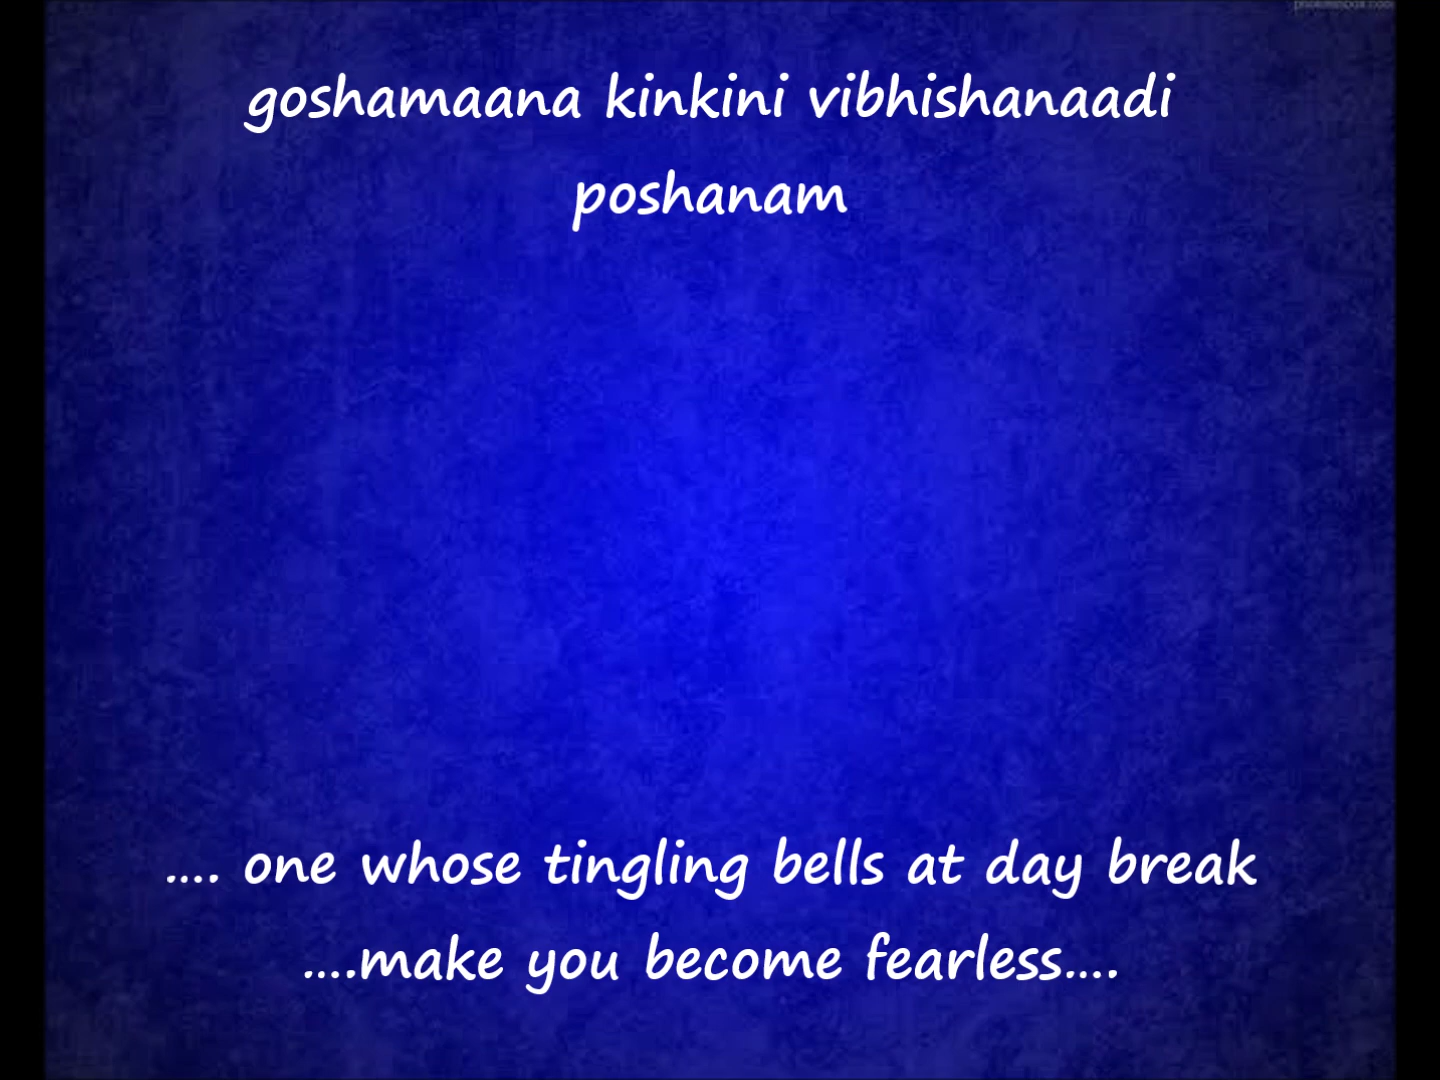 goshamaana kinkini vibhishanaadi
poshanam
.... one whose tingling bells at day break
....make you become fearless....